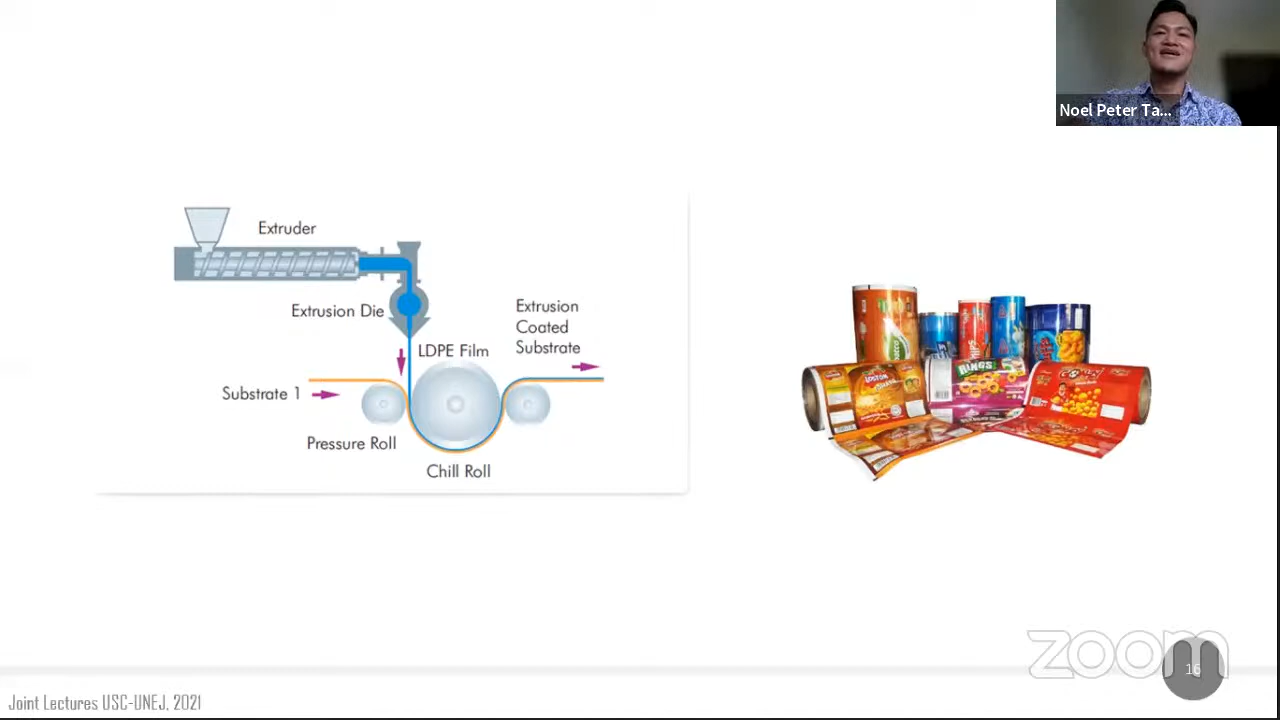 Noel Peter Ta...
Extruder
Extrusion Die
Extrusion
Coated
Substrate
LDPE Film
Substrate 1
Pressure Roll
Chill Roll
RINGS
zoom
16
Joint Lectures USC-UNEJ, 2021